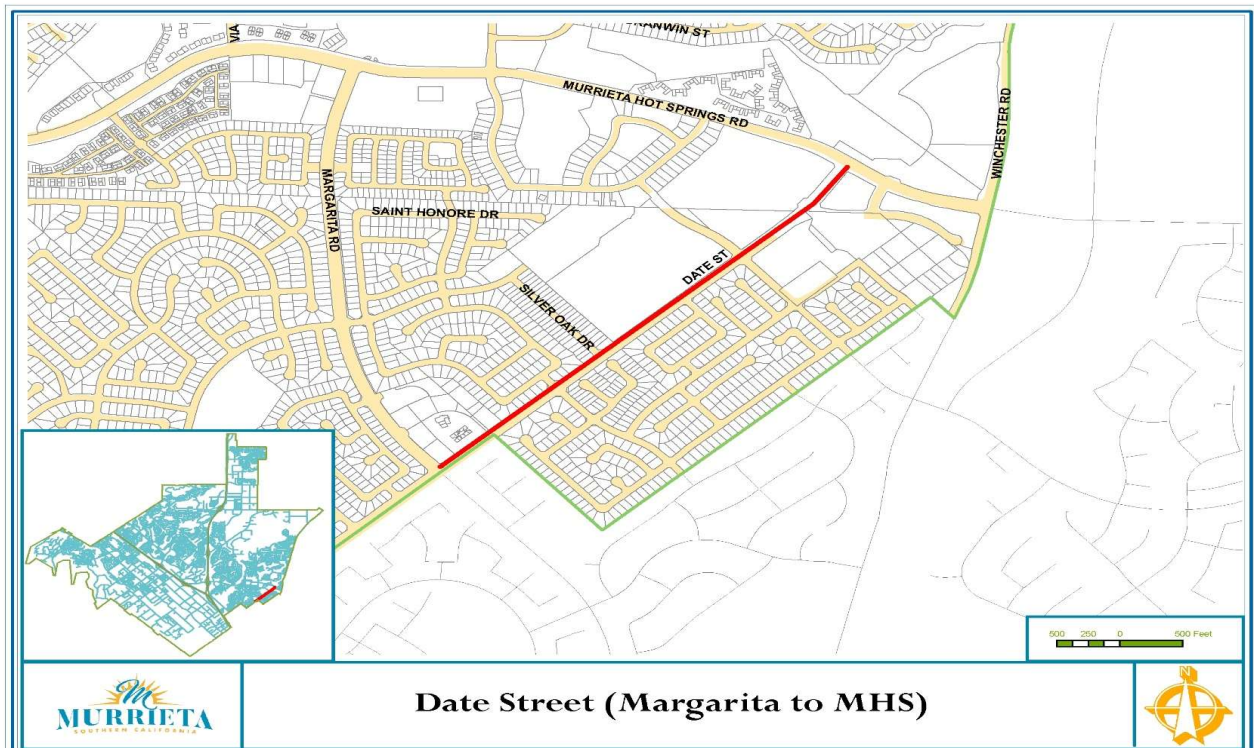 RANWIN ST
VIA
MURRIETA HOT SPRINGS RD
WINCHESTER RD
MARGARITA RD
SAINT HONORE DR
DATE ST
SILVER OAK DR
500 250 0 500 Feet
M
MURRIETA
SOUTHERN CALIFORNIA
Date Street (Margarita to MHS)
N